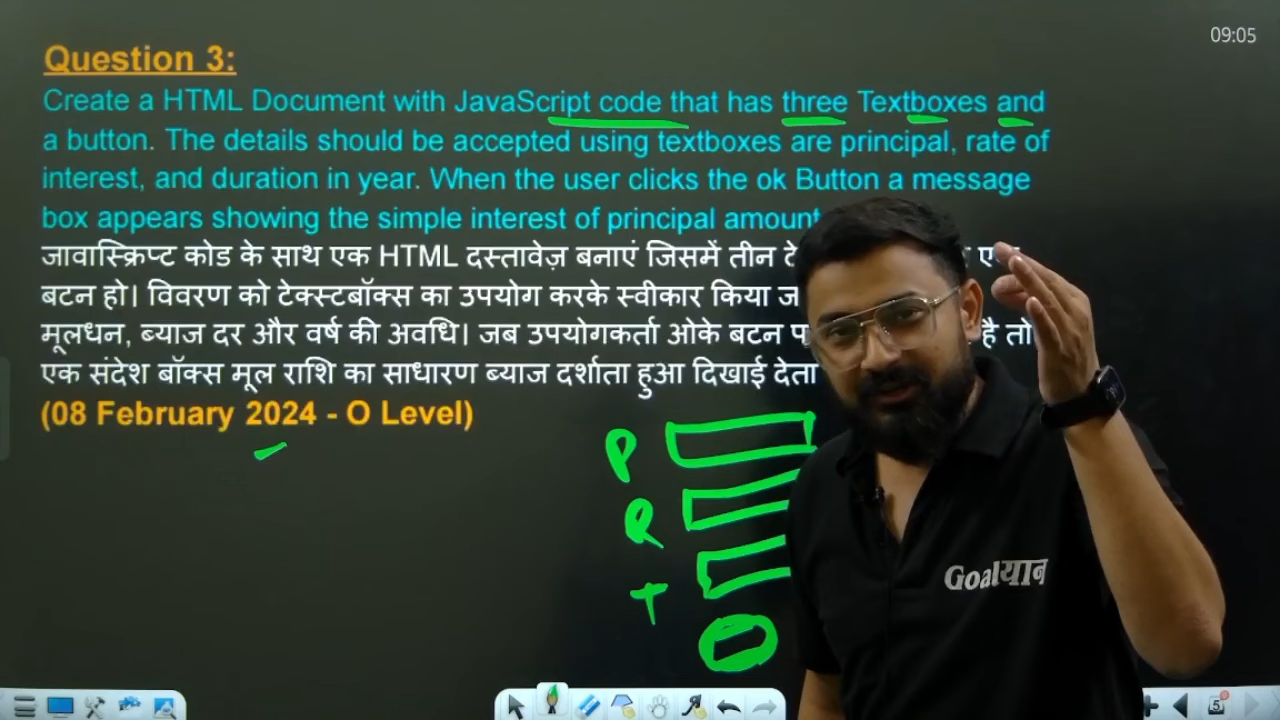 09:05
Question 3:
Create a HTML Document with JavaScript code that has three Textboxes and
a button. The details should be accepted using textboxes are principal, rate of
interest, and duration in year. When the user clicks the ok Button a message
box appears showing the simple interest of principal amount
जावास्क्रिप्ट कोड के साथ एक HTML दस्तावेज़ बनाएं जिसमें तीन
बटन हो। विवरण को टेक्स्टबॉक्स का उपयोग करके स्वीकार किया
मूलधन, ब्याज दर और वर्ष की अवधि। जब उपयोगकर्ता ओके बटन है तो
एक संदेश बॉक्स मूल राशि का साधारण ब्याज दर्शाता हुआ दिखाई देता
(08 February 2024 - O Level)
P
R
T
Goalयान
5